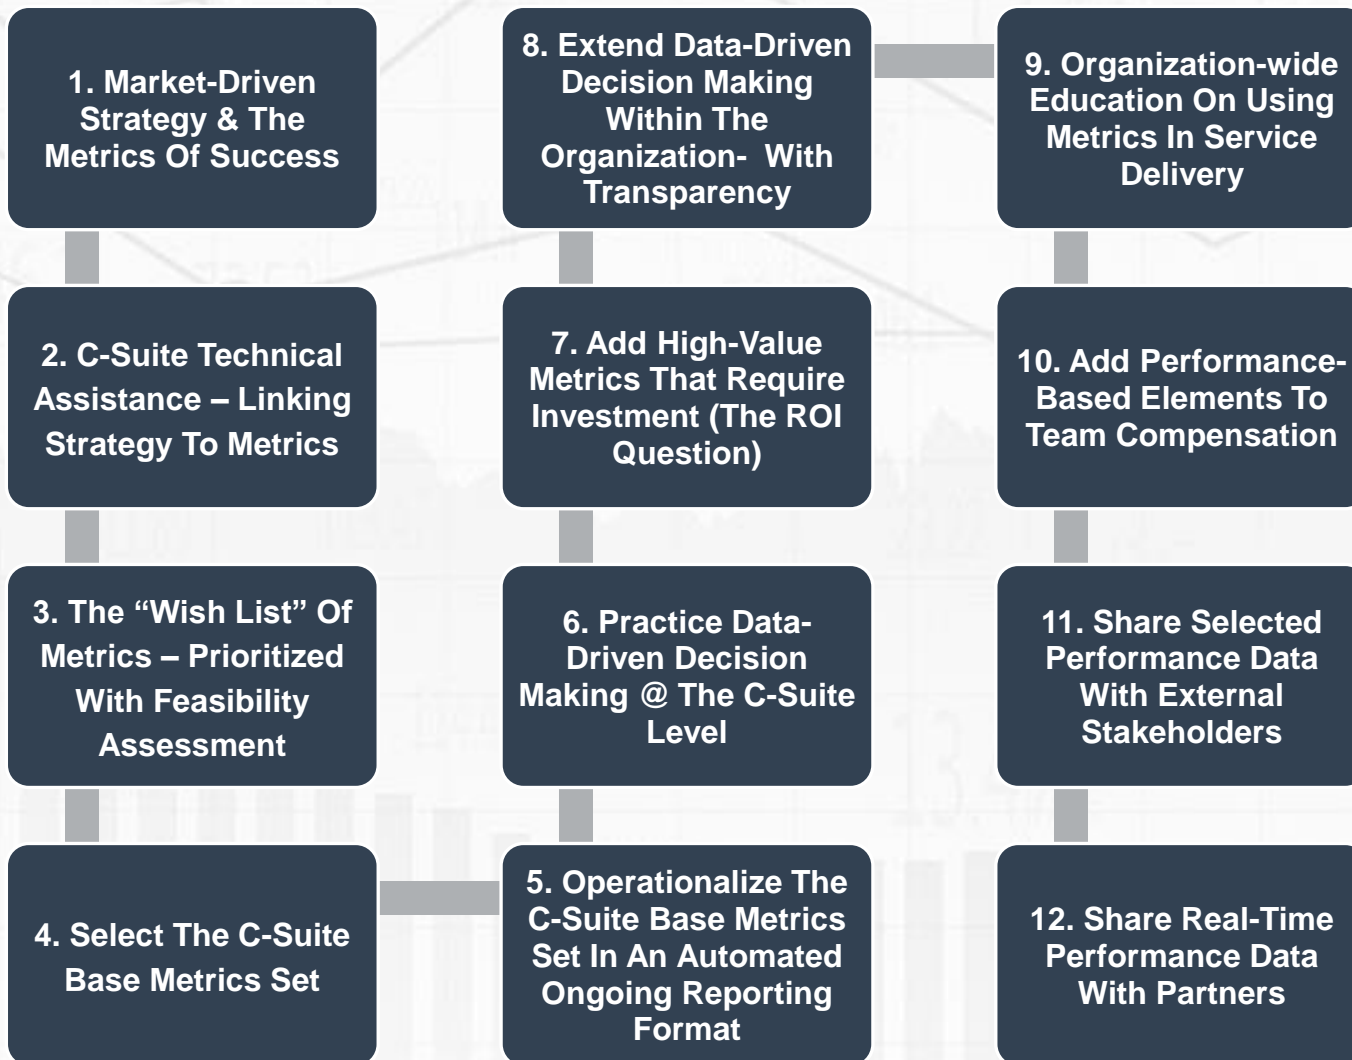 1. Market-Driven
Strategy & The
Metrics Of Success
2. C-Suite Technical
Assistance – Linking
Strategy To Metrics
3. The “Wish List” Of
Metrics – Prioritized
With Feasibility
Assessment
4. Select The C-Suite
Base Metrics Set
5. Operationalize The
C-Suite Base Metrics
Set In An Automated
Ongoing Reporting
Format
6. Practice Data-
Driven Decision
Making @ The C-Suite
Level
7. Add High-Value
Metrics That Require
Investment (The ROI
Question)
8. Extend Data-Driven
Decision Making
Within The
Organization- With
Transparency
9. Organization-wide
Education On Using
Metrics In Service
Delivery
10. Add Performance-
Based Elements To
Team Compensation
11. Share Selected
Performance Data
With External
Stakeholders
12. Share Real-Time
Performance Data
With Partners